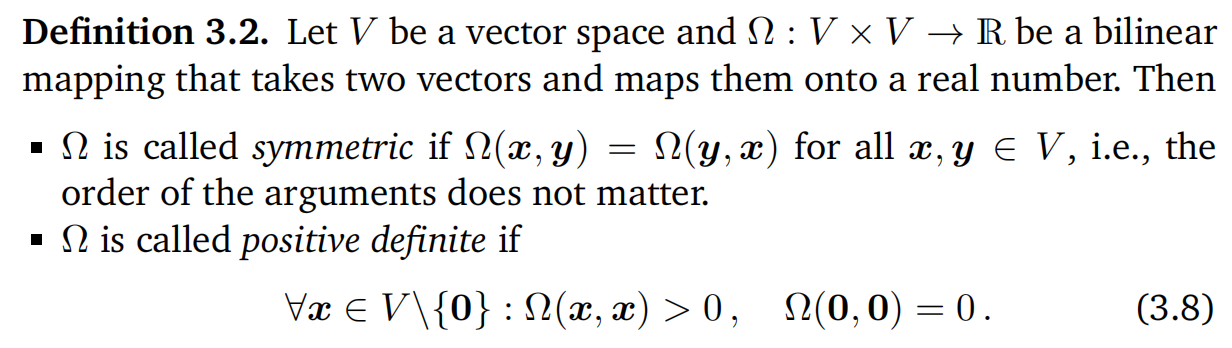 Definition 3.2. Let V be a vector space and Ω : V × V → ℝ be a bilinear
mapping that takes two vectors and maps them onto a real number. Then
▪ Ω is called symmetric if Ω(x, y) = Ω(y, x) for all x, y ∈ V, i.e., the
order of the arguments does not matter.
▪ Ω is called positive definite if
∀x ∈ V\{0} : Ω(x, x) > 0 , Ω(0, 0) = 0 . (3.8)